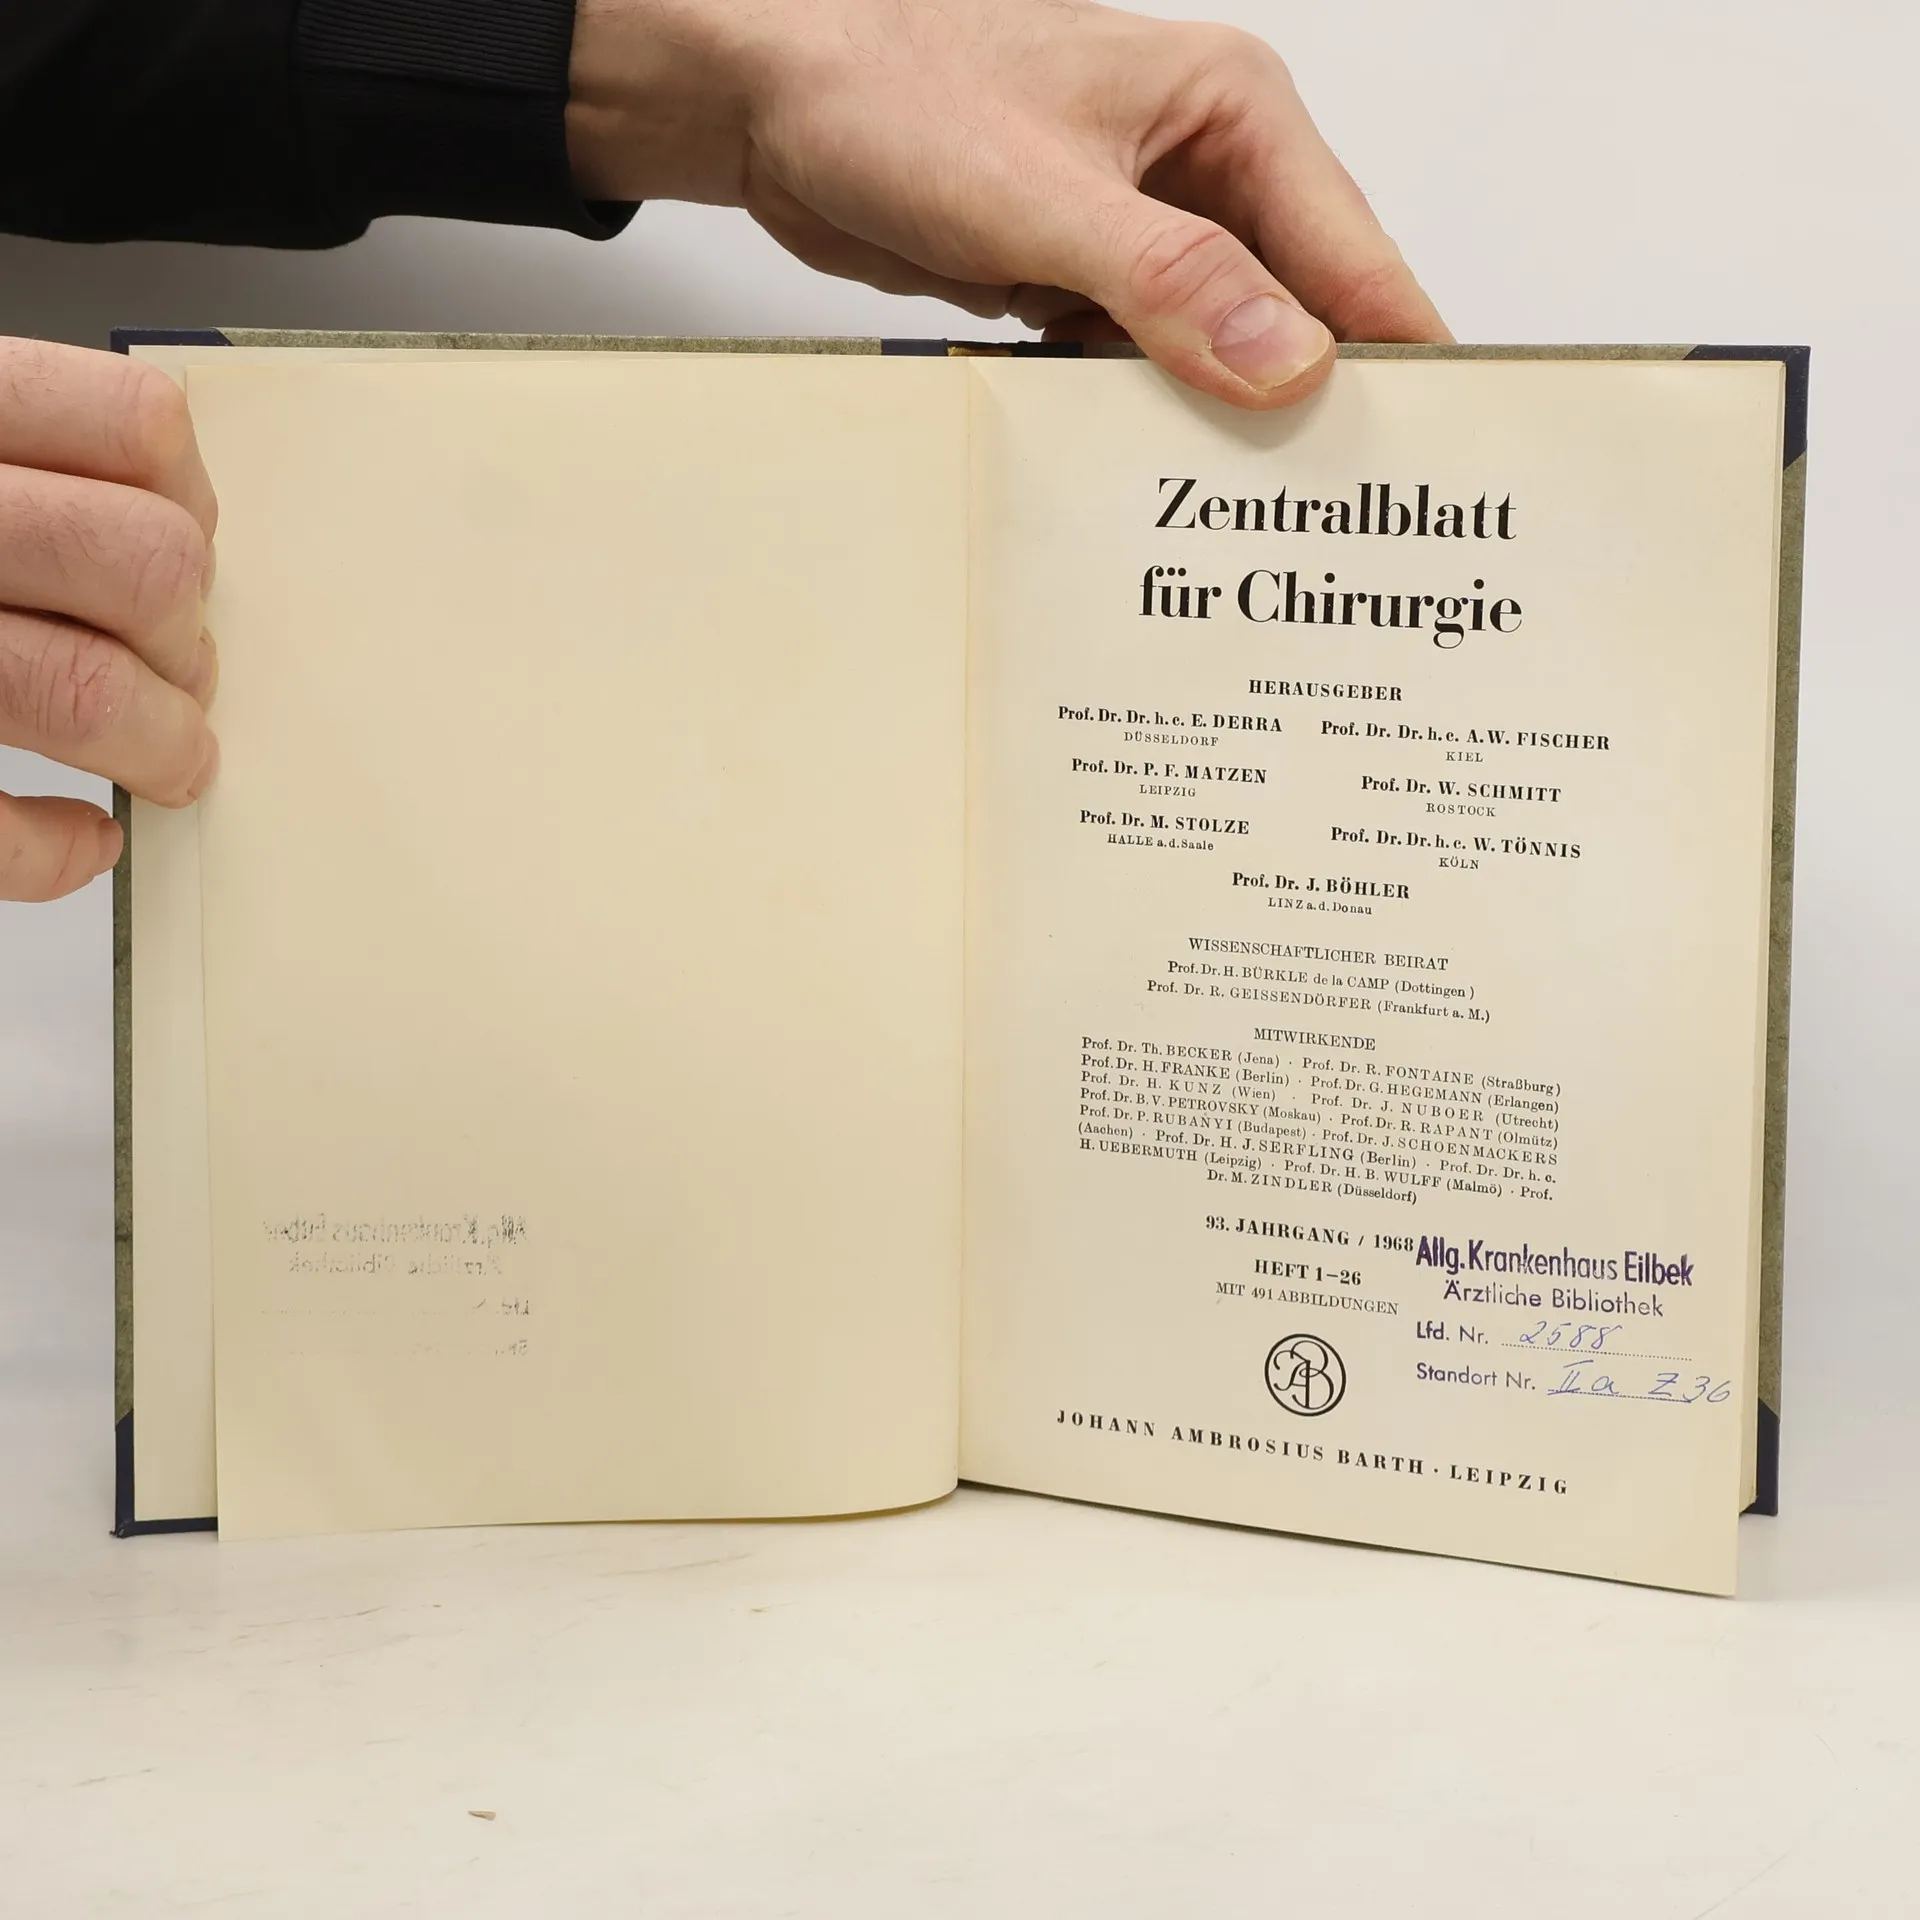 Zentralblatt
für Chirurgie
HERAUSGEBER
Prof. Dr. Dr. h. c. E. DERRA
DÜSSELDORF
Prof. Dr. Dr. h. c. A. W. FISCHER
KIEL
Prof. Dr. P. F. MATZEN
LEIPZIG
Prof. Dr. W. SCHMITT
ROSTOCK
Prof. Dr. M. STOLZE
HALLE a. d. Saale
Prof. Dr. Dr. h. c. W. TÖNNIS
KÖLN
Prof. Dr. J. BÖHLER
LINZ a. d. Donau
WISSENSCHAFTLICHER BEIRAT
Prof. Dr. H. BÜRKLE de la CAMP (Dottingen)
Prof. Dr. R. GEISSENDÖRFER (Frankfurt a. M.)
MITWIRKENDE
Prof. Dr. Th. BECKER (Jena) · Prof. Dr. R. FONTAINE (Straßburg)
Prof. Dr. H. FRANKE (Berlin) · Prof. Dr. G. HEGEMANN (Erlangen)
Prof. Dr. H. KUNZ (Wien) · Prof. Dr. J. NUBOER (Utrecht)
Prof. Dr. B. V. PETROVSKY (Moskau) · Prof. Dr. R. RAPANT (Olmütz)
Prof. Dr. P. RUBANYI (Budapest) · Prof. Dr. J. SCHOENMACKERS
(Aachen) · Prof. Dr. H. J. SERFLING (Berlin) · Prof. Dr. Dr. h. c.
H. UEBERMUTH (Leipzig) · Prof. Dr. H. B. WULFF (Malmö) · Prof.
Dr. M. ZINDLER (Düsseldorf)
93. JAHRGANG / 1968
HEFT 1–26
MIT 491 ABBILDUNGEN
Allg. Krankenhaus Eilbek
Ärztliche Bibliothek
Lfd. Nr. 2588
Standort Nr. II a Z 36
JAB
JOHANN AMBROSIUS BARTH · LEIPZIG